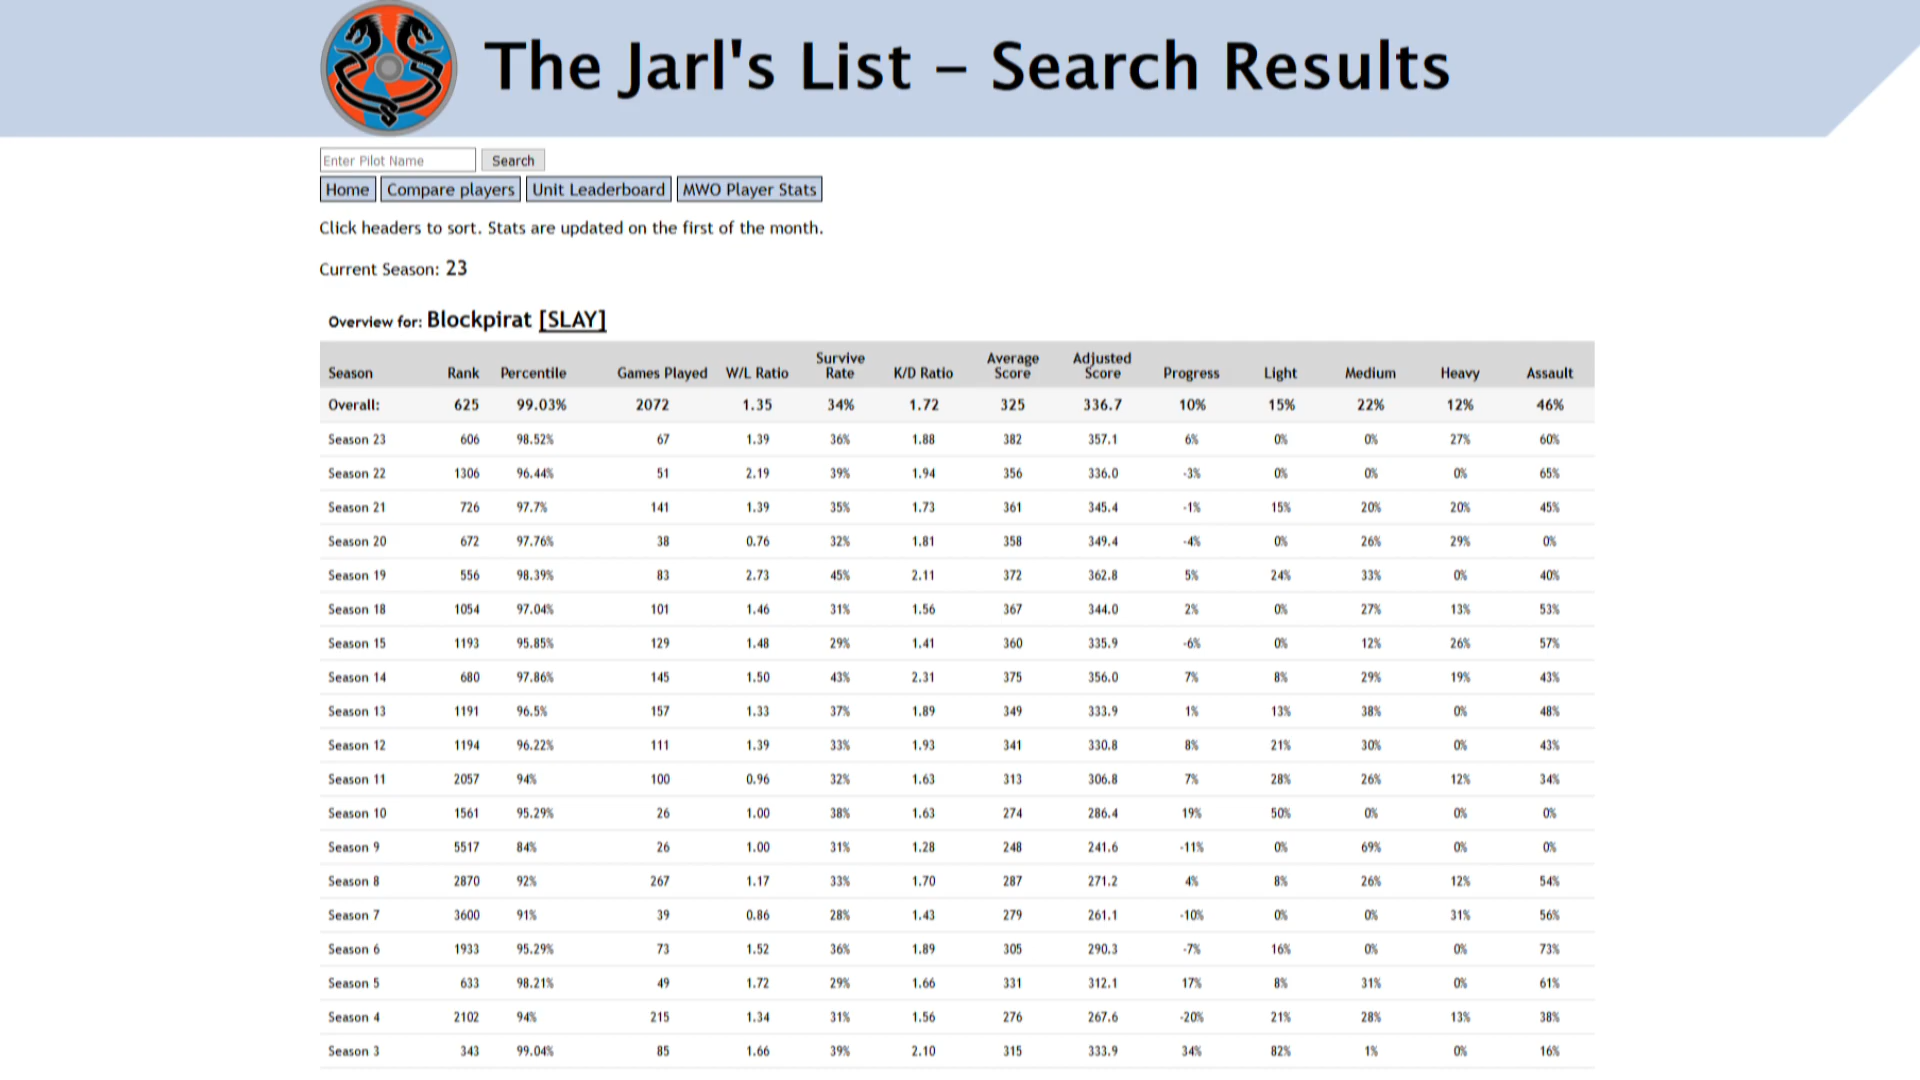 The Jarl's List – Search Results
Enter Pilot Name Search
Home Compare players Unit Leaderboard MWO Player Stats
Click headers to sort. Stats are updated on the first of the month.
Current Season: 23
Overview for: Blockpirat [SLAY]
Season Rank Percentile Games Played W/L Ratio Survive Rate K/D Ratio Average Score Adjusted Score Progress Light Medium Heavy Assault
Overall: 625 99.03% 2072 1.35 34% 1.72 325 336.7 10% 15% 22% 12% 46%
Season 23 606 98.52% 67 1.39 36% 1.88 382 357.1 6% 0% 0% 27% 60%
Season 22 1306 96.44% 51 2.19 39% 1.94 356 336.0 -3% 0% 0% 0% 65%
Season 21 726 97.7% 141 1.39 35% 1.73 361 345.4 -1% 15% 20% 20% 45%
Season 20 672 97.76% 38 0.76 32% 1.81 358 349.4 -4% 0% 26% 29% 0%
Season 19 556 98.39% 83 2.73 45% 2.11 372 362.8 5% 24% 33% 0% 40%
Season 18 1054 97.04% 101 1.46 31% 1.56 367 344.0 2% 0% 27% 13% 53%
Season 15 1193 95.85% 129 1.48 29% 1.41 360 335.9 -6% 0% 12% 26% 57%
Season 14 680 97.86% 145 1.50 43% 2.31 375 356.0 7% 8% 29% 19% 43%
Season 13 1191 96.5% 157 1.33 37% 1.89 349 333.9 1% 13% 38% 0% 48%
Season 12 1194 96.22% 111 1.39 33% 1.93 341 330.8 8% 21% 30% 0% 43%
Season 11 2057 94% 100 0.96 32% 1.63 313 306.8 7% 28% 26% 12% 34%
Season 10 1561 95.29% 26 1.00 38% 1.63 274 286.4 19% 50% 0% 0% 0%
Season 9 5517 84% 26 1.00 31% 1.28 248 241.6 -11% 0% 69% 0% 0%
Season 8 2870 92% 267 1.17 33% 1.70 287 271.2 4% 8% 26% 12% 54%
Season 7 3600 91% 39 0.86 28% 1.43 279 261.1 -10% 0% 0% 31% 56%
Season 6 1933 95.29% 73 1.52 36% 1.89 305 290.3 -7% 16% 0% 0% 73%
Season 5 633 98.21% 49 1.72 29% 1.66 331 312.1 17% 8% 31% 0% 61%
Season 4 2102 94% 215 1.34 31% 1.56 276 267.6 -20% 21% 28% 13% 38%
Season 3 343 99.04% 85 1.66 39% 2.10 315 333.9 34% 82% 1% 0% 16%